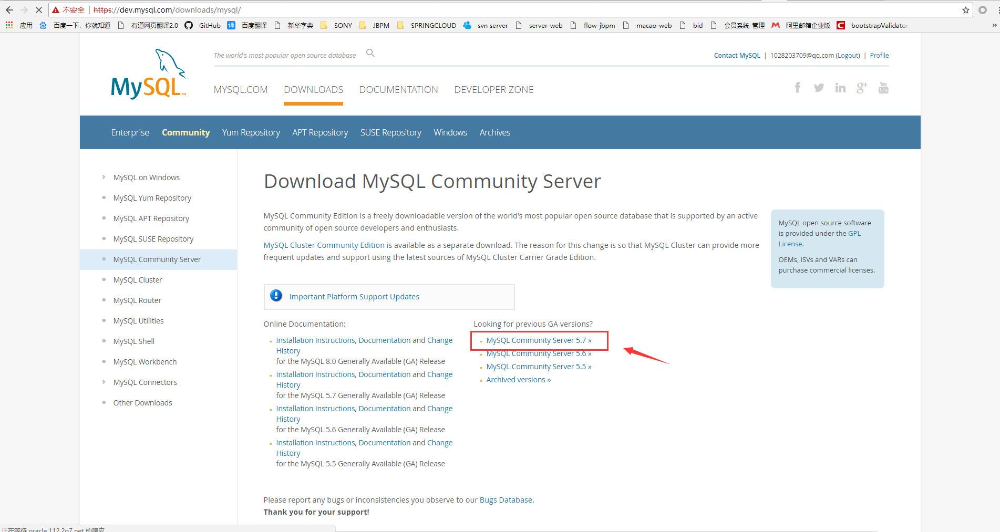 不安全 | https://dev.mysql.com/downloads/mysql/
应用 百度一下，你就知道 有道网页翻译2.0 GitHub 译 百度翻译 新华字典 SONY JBPM SPRINGCLOUD svn server server-web flow-jbpm macao-web bid 会员系统-管理 阿里邮箱企业版 bootstrapValidator »
The world's most popular open source database
Contact MySQL | 1028203709@qq.com (Logout) | Profile
MySQL™
MYSQL.COM DOWNLOADS DOCUMENTATION DEVELOPER ZONE
f in g+ You Tube
Enterprise Community Yum Repository APT Repository SUSE Repository Windows Archives
MySQL on Windows
MySQL Yum Repository
MySQL APT Repository
MySQL SUSE Repository
MySQL Community Server
MySQL Cluster
MySQL Router
MySQL Utilities
MySQL Shell
MySQL Workbench
MySQL Connectors
Other Downloads
Download MySQL Community Server
MySQL Community Edition is a freely downloadable version of the world's most popular open source database that is supported by an active
community of open source developers and enthusiasts.
MySQL Cluster Community Edition is available as a separate download. The reason for this change is so that MySQL Cluster can provide more
frequent updates and support using the latest sources of MySQL Cluster Carrier Grade Edition.
MySQL open source software
is provided under the GPL
License.
OEMs, ISVs and VARs can
purchase commercial licenses.
Important Platform Support Updates
Online Documentation:
Installation Instructions, Documentation and Change
History
for the MySQL 8.0 Generally Available (GA) Release
Installation Instructions, Documentation and Change
History
for the MySQL 5.7 Generally Available (GA) Release
Installation Instructions, Documentation and Change
History
for the MySQL 5.6 Generally Available (GA) Release
Installation Instructions, Documentation and Change
History
for the MySQL 5.5 Generally Available (GA) Release
Looking for previous GA versions?
MySQL Community Server 5.7 »
MySQL Community Server 5.6 »
MySQL Community Server 5.5 »
Archived versions »
Please report any bugs or inconsistencies you observe to our Bugs Database.
Thank you for your support!
正在等待 oracle.112.2o7.net 的响应